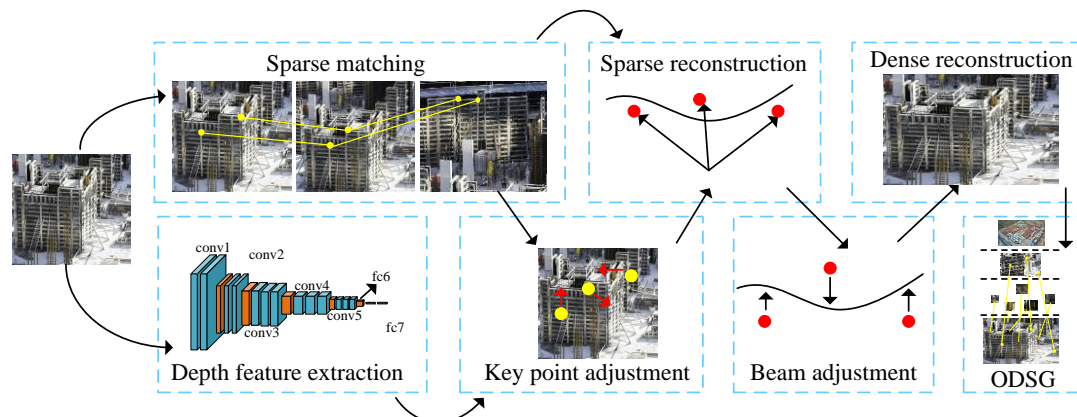 Sparse matching
Sparse reconstruction
Dense reconstruction
conv1
conv2
fc6
conv4
conv5
conv3
fc7
Depth feature extraction
Key point adjustment
Beam adjustment
ODSG